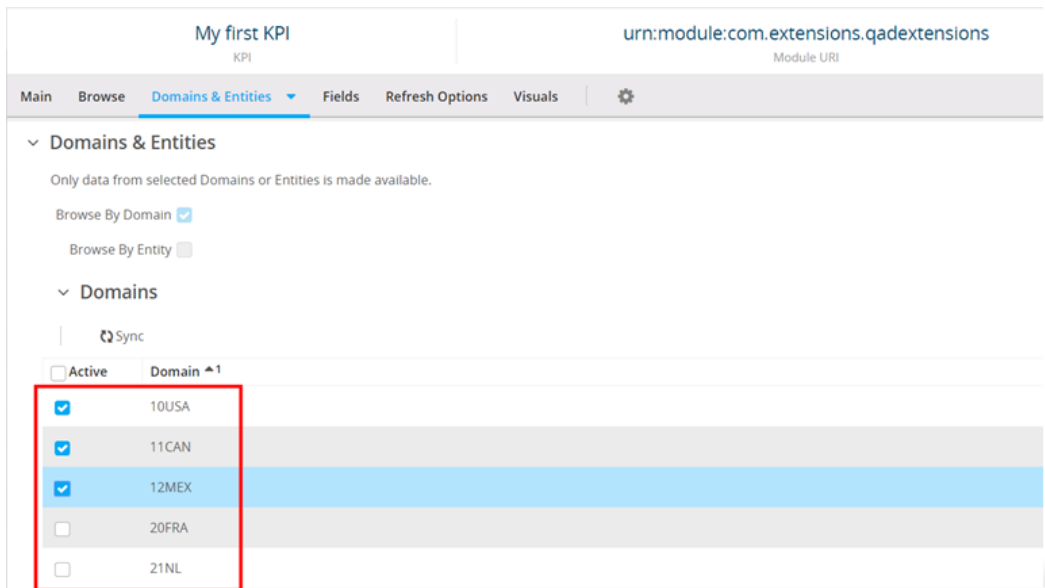 My first KPI urn:module:com.extensions.qadextensions
KPI Module URI
Main Browse Domains & Entities Fields Refresh Options Visuals
Domains & Entities
Only data from selected Domains or Entities is made available.
Browse By Domain
Browse By Entity
Domains
Sync
Active Domain 1
10USA
11CAN
12MEX
20FRA
21NL